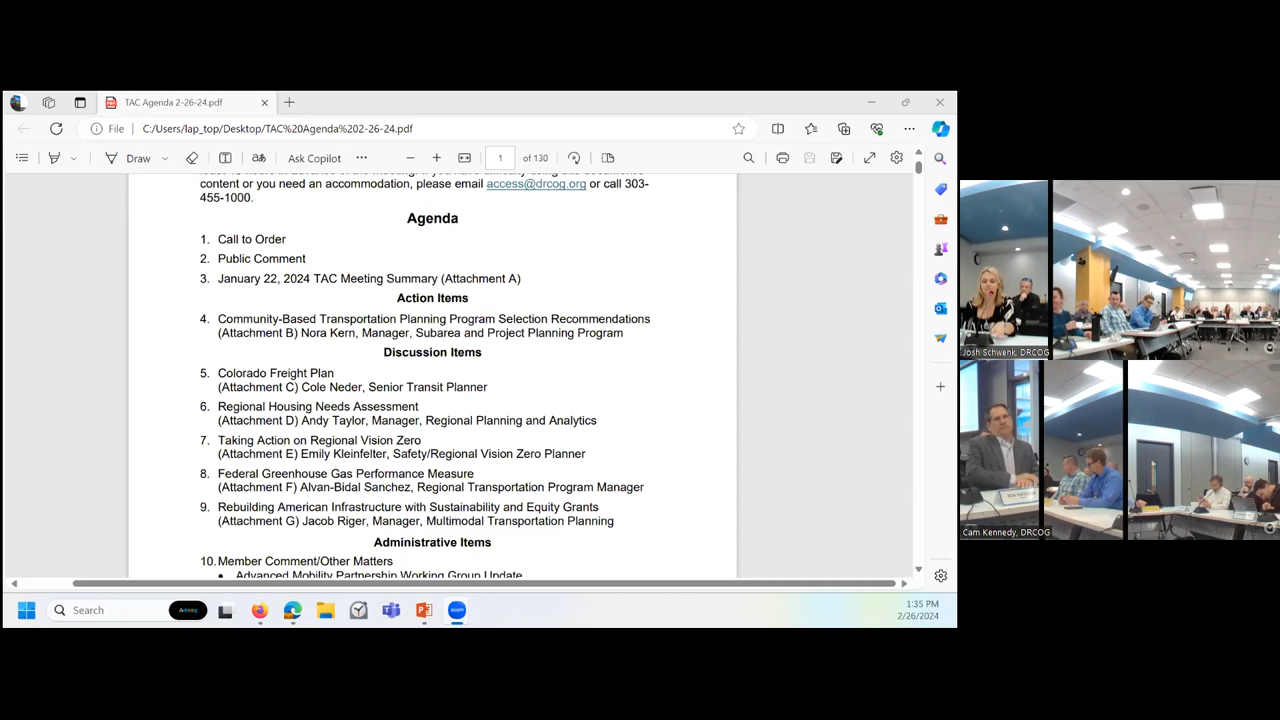 TAC Agenda 2-26-24.pdf
File
C:/Users/lap_top/Desktop/TAC%20Agenda%202-26-24.pdf
Draw
Ask Copilot
1
of 130
content or you need an accommodation, please email access@drcog.org or call 303-
455-1000.
Agenda
1. Call to Order
2. Public Comment
3. January 22, 2024 TAC Meeting Summary (Attachment A)
Action Items
4. Community-Based Transportation Planning Program Selection Recommendations
(Attachment B) Nora Kern, Manager, Subarea and Project Planning Program
Discussion Items
5. Colorado Freight Plan
(Attachment C) Cole Neder, Senior Transit Planner
6. Regional Housing Needs Assessment
(Attachment D) Andy Taylor, Manager, Regional Planning and Analytics
7. Taking Action on Regional Vision Zero
(Attachment E) Emily Kleinfelter, Safety/Regional Vision Zero Planner
8. Federal Greenhouse Gas Performance Measure
(Attachment F) Alvan-Bidal Sanchez, Regional Transportation Program Manager
9. Rebuilding American Infrastructure with Sustainability and Equity Grants
(Attachment G) Jacob Riger, Manager, Multimodal Transportation Planning
Administrative Items
10. Member Comment/Other Matters
• Advanced Mobility Partnership Working Group Update
Search
1:35 PM
2/26/2024
Josh Schwenk, DRCOG
Cam Kennedy, DRCOG